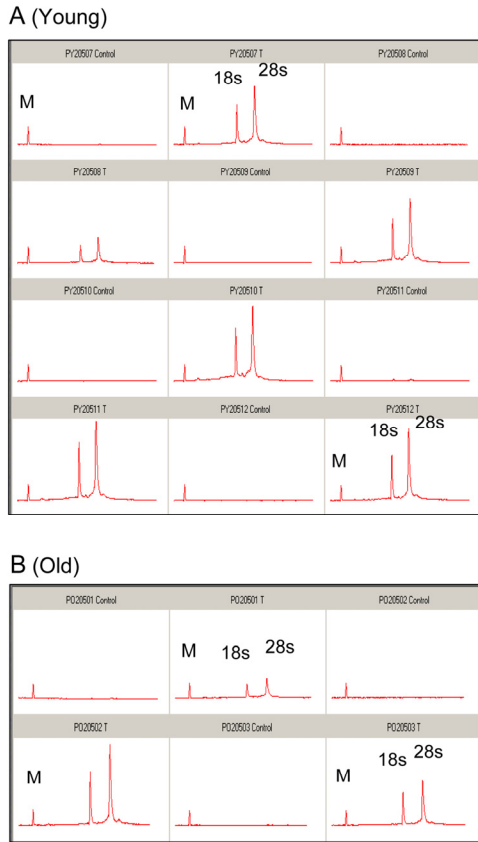 A (Young)
PY20507 Control PY20507 T PY20508 Control
18s 28s
M M
PY20508 T PY20509 Control PY20509 T
PY20510 Control PY20510 T PY20511 Control
PY20511 T PY20512 Control PY20512 T
18s 28s
M
B (Old)
PO20501 Control PO20501 T PO20502 Control
M 18s 28s
PO20502 T PO20503 Control PO20503 T
18s 28s
M M